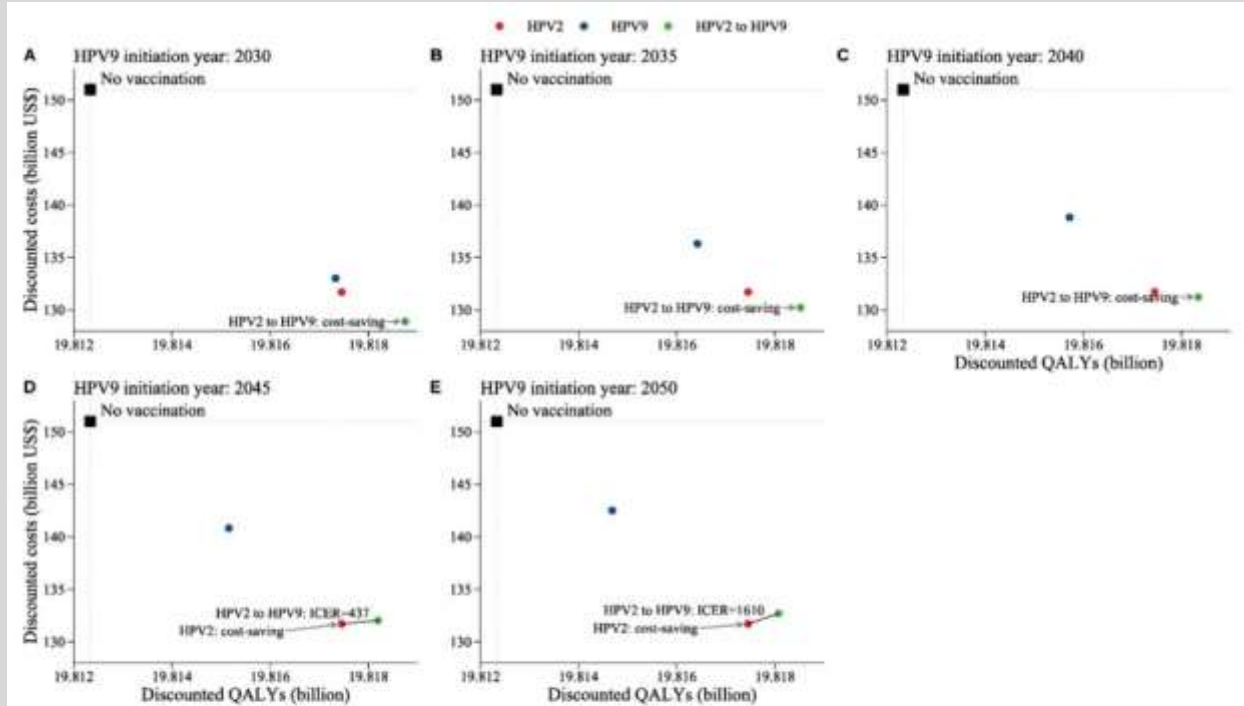 HPV2 HPV9 HPV2 to HPV9
A HPV9 initiation year: 2030
No vaccination
Discounted costs (billion US$)
150
145
140
135
130
HPV2 to HPV9: cost-saving
19.812 19.814 19.816 19.818
B HPV9 initiation year: 2035
No vaccination
150
145
140
135
130
HPV2 to HPV9: cost-saving
19.812 19.814 19.816 19.818
C HPV9 initiation year: 2040
No vaccination
150
145
140
135
130
HPV2 to HPV9: cost-saving
19.812 19.814 19.816 19.818
Discounted QALYs (billion)
D HPV9 initiation year: 2045
No vaccination
Discounted costs (billion US$)
150
145
140
135
130
HPV2 to HPV9: ICER=437
HPV2: cost-saving
19.812 19.814 19.816 19.818
Discounted QALYs (billion)
E HPV9 initiation year: 2050
No vaccination
150
145
140
135
130
HPV2 to HPV9: ICER=1610
HPV2: cost-saving
19.812 19.814 19.816 19.818
Discounted QALYs (billion)